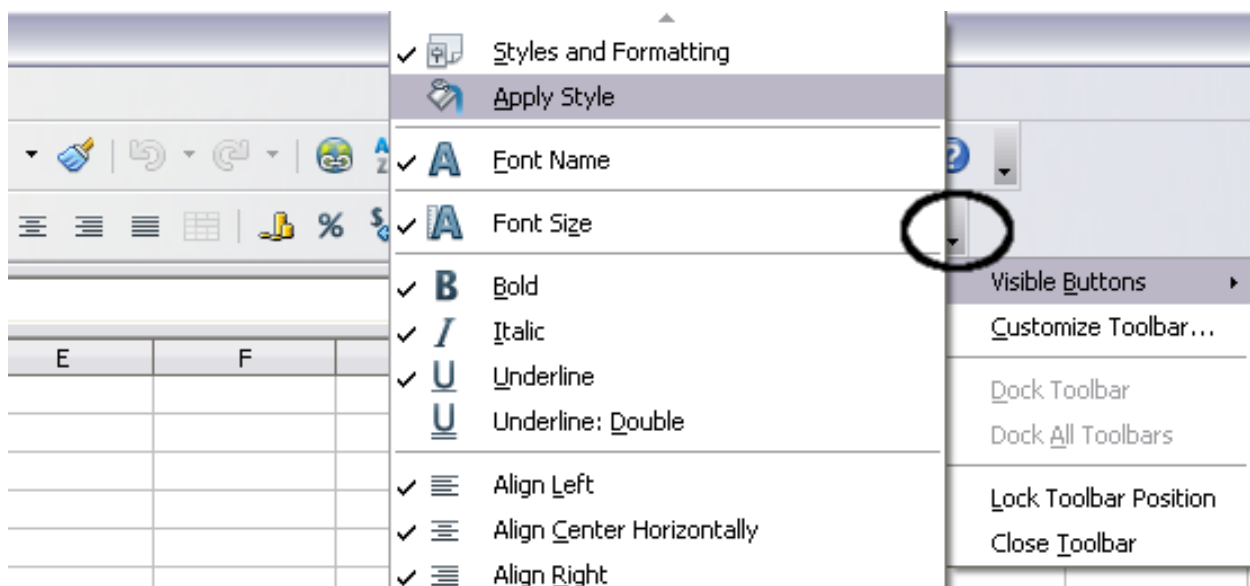 Styles and Formatting
Apply Style
Font Name
Font Size
Bold
Italic
Underline
Underline: Double
Align Left
Align Center Horizontally
Align Right
Visible Buttons
Customize Toolbar...
Dock Toolbar
Dock All Toolbars
Lock Toolbar Position
Close Toolbar
E F